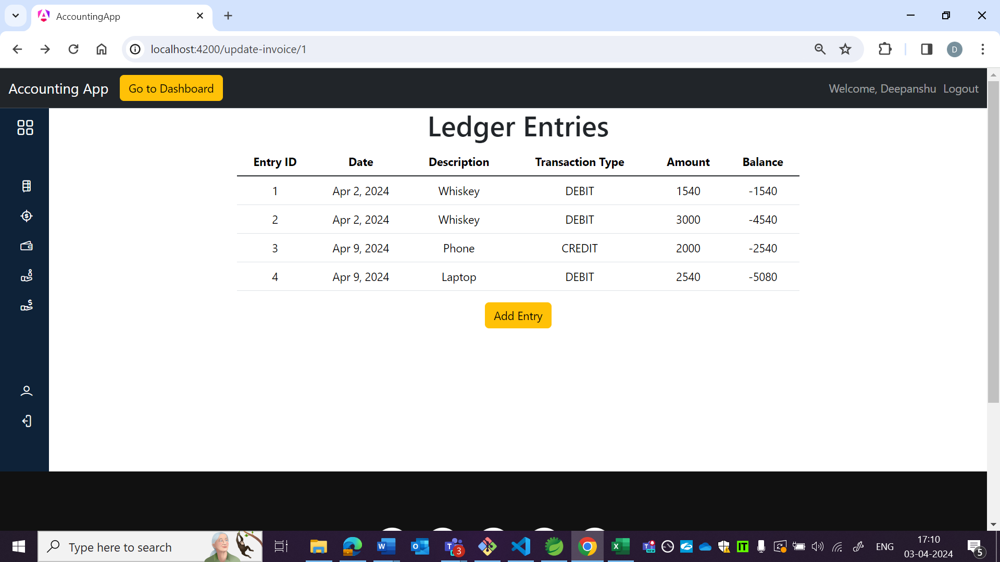 AccountingApp
localhost:4200/update-invoice/1
D
Accounting App Go to Dashboard Welcome, Deepanshu Logout
Ledger Entries
Entry ID Date Description Transaction Type Amount Balance
1 Apr 2, 2024 Whiskey DEBIT 1540 -1540
2 Apr 2, 2024 Whiskey DEBIT 3000 -4540
3 Apr 9, 2024 Phone CREDIT 2000 -2540
4 Apr 9, 2024 Laptop DEBIT 2540 -5080
Add Entry
Type here to search
W
O
T
3
X
T
NEW
IT
ENG
17:10
03-04-2024
5